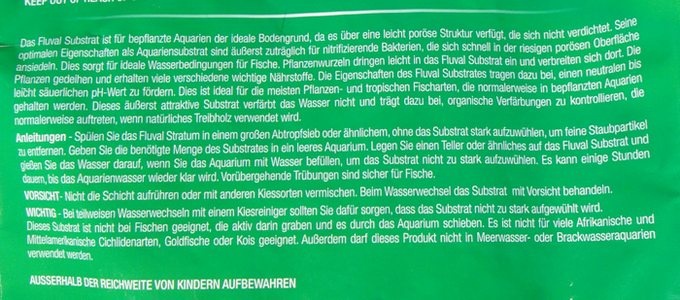 KEEP OUT OF REACH OF
Das Fluval Substrat ist für bepflanzte Aquarien der ideale Bodengrund, da es über eine leicht poröse Struktur verfügt, die sich nicht verdichtet. Seine
optimalen Eigenschaften als Aquariensubstrat sind äußerst zuträglich für nitrifizierende Bakterien, die sich schnell in der riesigen porösen Oberfläche
ansiedeln. Dies sorgt für ideale Wasserbedingungen für Fische. Pflanzenwurzeln dringen leicht in das Fluval Substrat ein und verbreiten sich dort. Die
Pflanzen gedeihen und erhalten viele verschiedene wichtige Nährstoffe. Die Eigenschaften des Fluval Substrates tragen dazu bei, einen neutralen bis
leicht säuerlichen pH-Wert zu fördern. Dies ist ideal für die meisten Pflanzen- und tropischen Fischarten, die normalerweise in bepflanzten Aquarien
gehalten werden. Dieses äußerst attraktive Substrat verfärbt das Wasser nicht und trägt dazu bei, organische Verfärbungen zu kontrollieren, die
normalerweise auftreten, wenn natürliches Treibholz verwendet wird.
Anleitungen - Spülen Sie das Fluval Stratum in einem großen Abtropfsieb oder ähnlichem, ohne das Substrat stark aufzuwühlen, um feine Staubpartikel
zu entfernen. Geben Sie die benötigte Menge des Substrates in ein leeres Aquarium. Legen Sie einen Teller oder ähnliches auf das Fluval Substrat und
gießen Sie das Wasser darauf, wenn Sie das Aquarium mit Wasser befüllen, um das Substrat nicht zu stark aufzuwühlen. Es kann einige Stunden
dauern, bis das Aquarienwasser wieder klar wird. Vorübergehende Trübungen sind sicher für Fische.
VORSICHT- Nicht die Schicht aufrühren oder mit anderen Kiessorten vermischen. Beim Wasserwechsel das Substrat mit Vorsicht behandeln.
WICHTIG - Bei teilweisen Wasserwechseln mit einem Kiesreiniger sollten Sie dafür sorgen, dass das Substrat nicht zu stark aufgewühlt wird.
Dieses Substrat ist nicht bei Fischen geeignet, die aktiv darin graben und es durch das Aquarium schieben. Es ist nicht für viele Afrikanische und
Mittelamerikanische Cichlidenarten, Goldfische oder Kois geeignet. Außerdem darf dieses Produkt nicht in Meerwasser- oder Brackwasseraquarien
verwendet werden.
AUSSERHALB DER REICHWEITE VON KINDERN AUFBEWAHREN